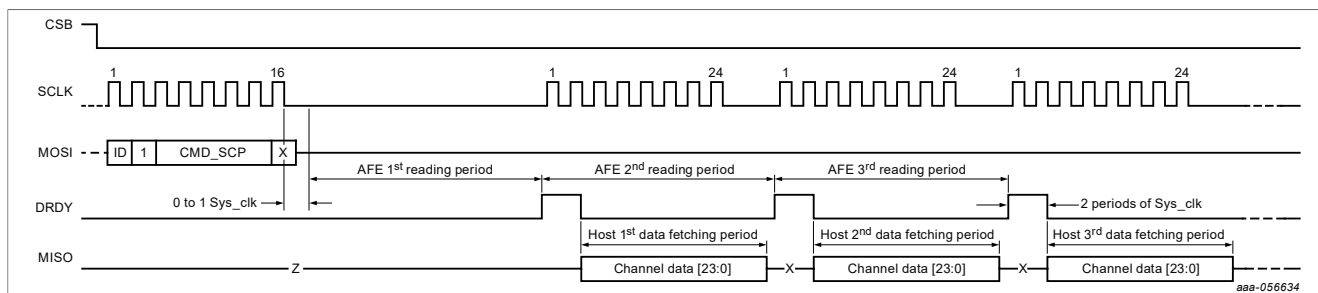 CSB
1 16 1 24 1 24 1 24
SCLK
MOSI ID 1 CMD_SCP X
AFE 1st reading period AFE 2nd reading period AFE 3rd reading period
0 to 1 Sys_clk 2 periods of Sys_clk
DRDY
Host 1st data fetching period Host 2nd data fetching period Host 3rd data fetching period
MISO Z Channel data [23:0] X Channel data [23:0] X Channel data [23:0]
aaa-056634